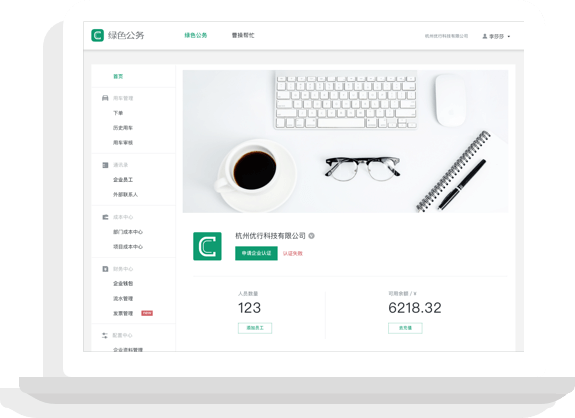 绿色公务
绿色公务 曹操帮忙
杭州优行科技有限公司 李莎莎
首页
用车管理
下单
历史用车
用车审核
通讯录
企业员工
外部联系人
成本中心
部门成本中心
项目成本中心
财务中心
企业钱包
流水管理
发票管理
配置中心
企业资料管理
杭州优行科技有限公司
申请企业认证 认证失败
人员数量
123
添加员工
可用余额 / ¥
6218.32
去充值